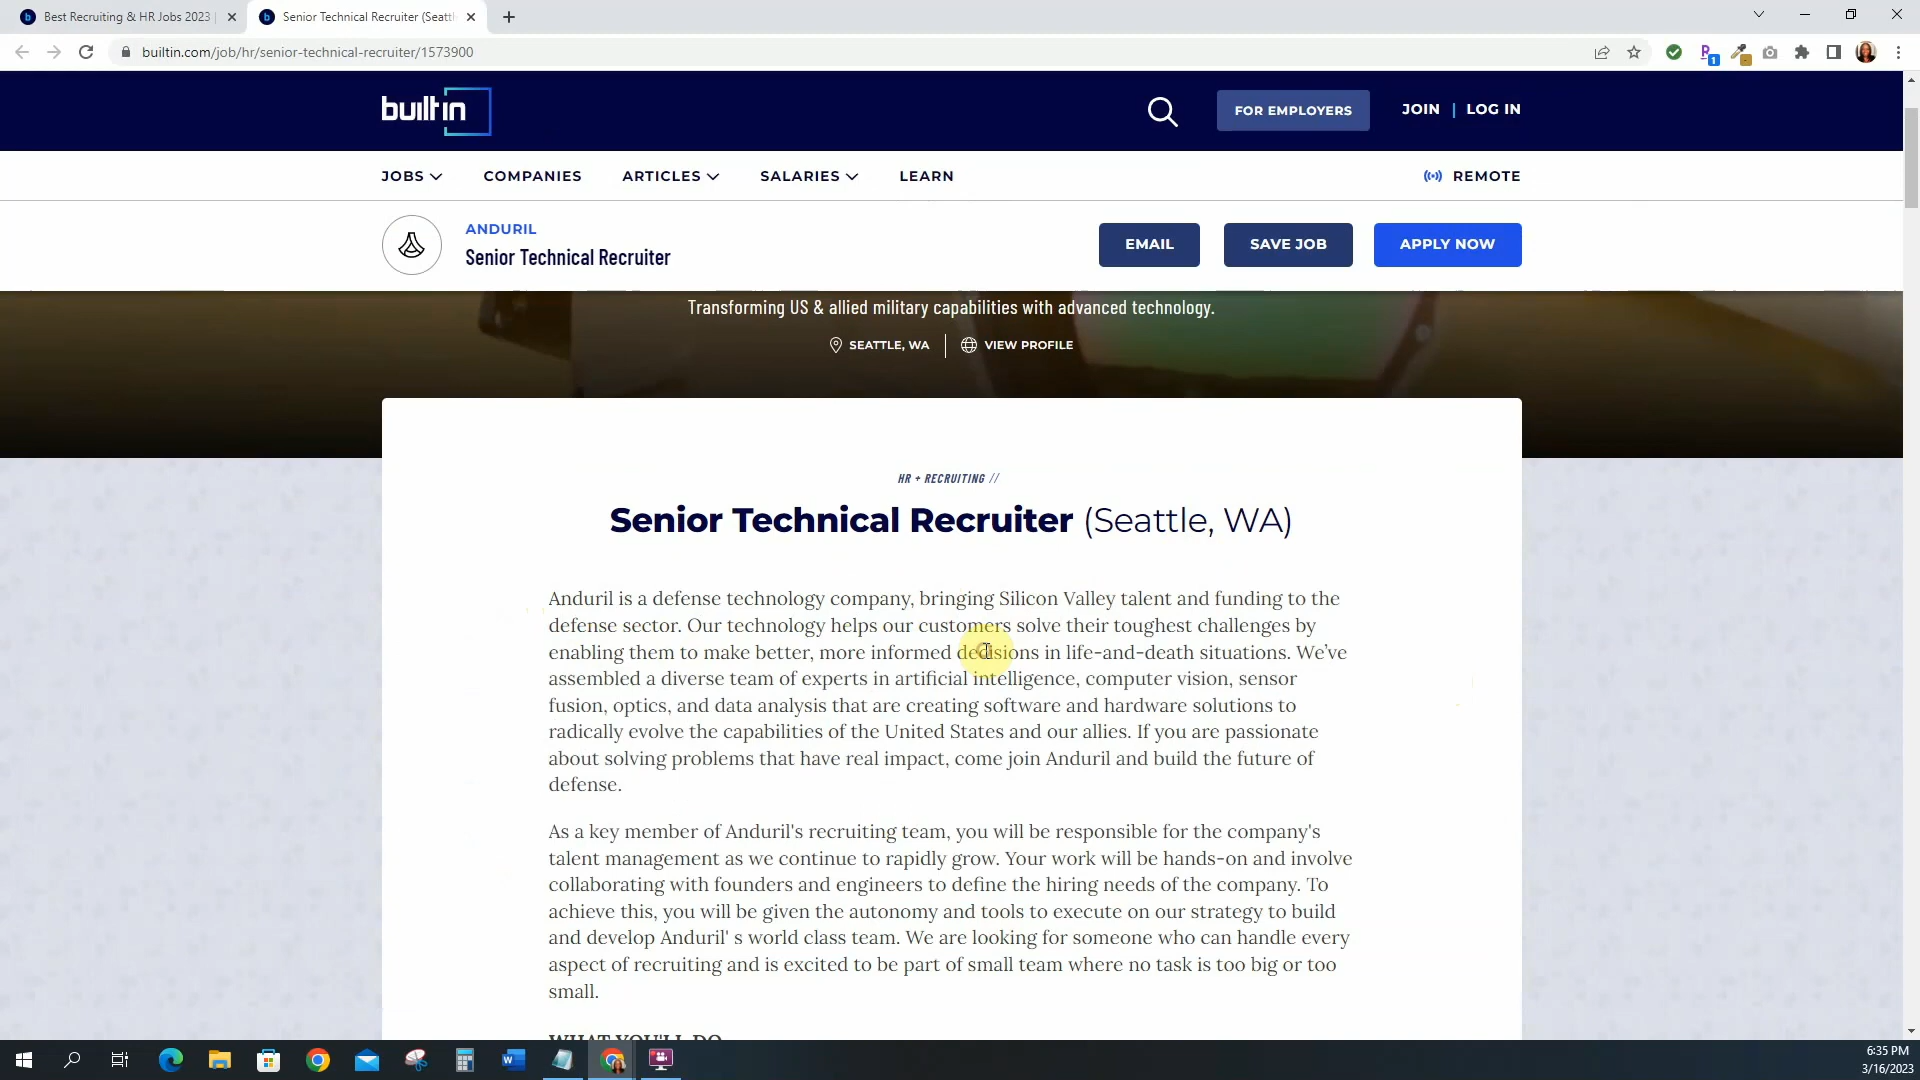 Best Recruiting & HR Jobs 2023
Senior Technical Recruiter (Seattl
builtin.com/job/hr/senior-technical-recruiter/1573900
builtin
FOR EMPLOYERS
JOIN | LOG IN
JOBS
COMPANIES
ARTICLES
SALARIES
LEARN
REMOTE
ANDURIL
Senior Technical Recruiter
EMAIL
SAVE JOB
APPLY NOW
Transforming US & allied military capabilities with advanced technology.
SEATTLE, WA
VIEW PROFILE
HR + RECRUITING //
Senior Technical Recruiter (Seattle, WA)
Anduril is a defense technology company, bringing Silicon Valley talent and funding to the
defense sector. Our technology helps our customers solve their toughest challenges by
enabling them to make better, more informed decisions in life-and-death situations. We’ve
assembled a diverse team of experts in artificial intelligence, computer vision, sensor
fusion, optics, and data analysis that are creating software and hardware solutions to
radically evolve the capabilities of the United States and our allies. If you are passionate
about solving problems that have real impact, come join Anduril and build the future of
defense.
As a key member of Anduril's recruiting team, you will be responsible for the company's
talent management as we continue to rapidly grow. Your work will be hands-on and involve
collaborating with founders and engineers to define the hiring needs of the company. To
achieve this, you will be given the autonomy and tools to execute on our strategy to build
and develop Anduril' s world class team. We are looking for someone who can handle every
aspect of recruiting and is excited to be part of small team where no task is too big or too
small.
WHAT YOU'LL DO
6:35 PM
3/16/2023